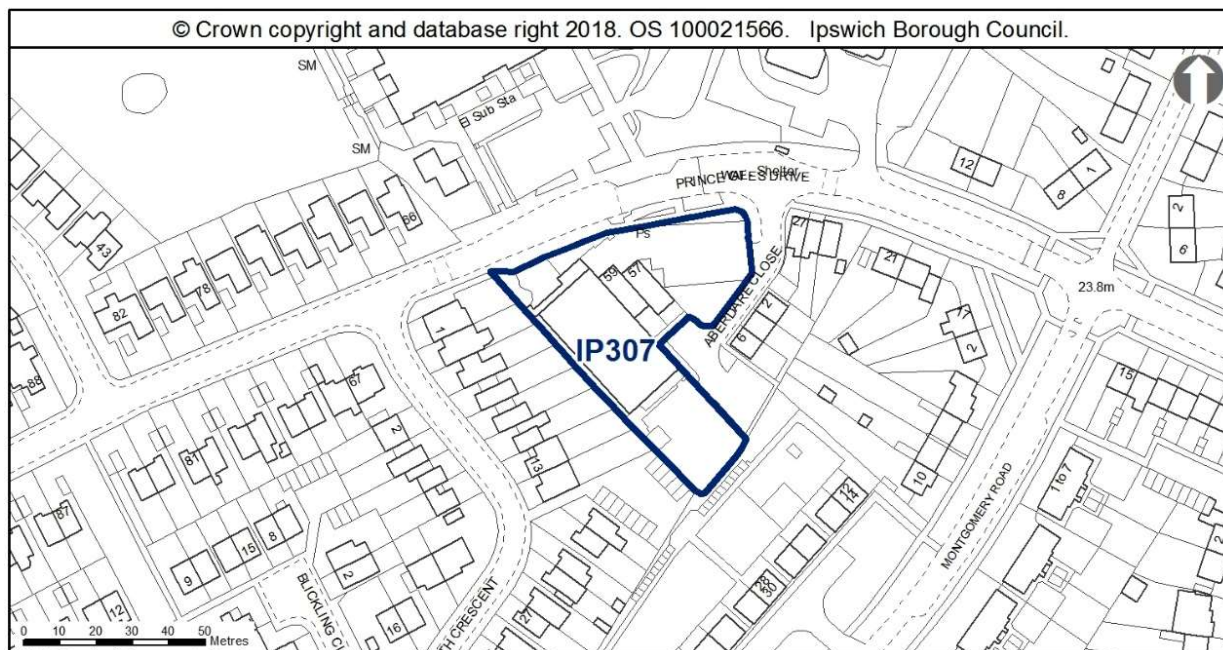 © Crown copyright and database right 2018. OS 100021566. Ipswich Borough Council.
SM
El Sub Sta
SM
Shelter
PRINCE OF WALES DRIVE
12
1
8
2
6
43
66
Ps
27
21
23.8m
59
57
78
82
ABERDARE CLOSE
2
6
17
2
88
1
IP307
67
15
2
81
13
10
12
14
MONTGOMERY ROAD
1 to 7
87
15
8
9
2
28
30
2
BLICKLING CL
TH CRESCENT
12
16
27
0 10 20 30 40 50
Metres